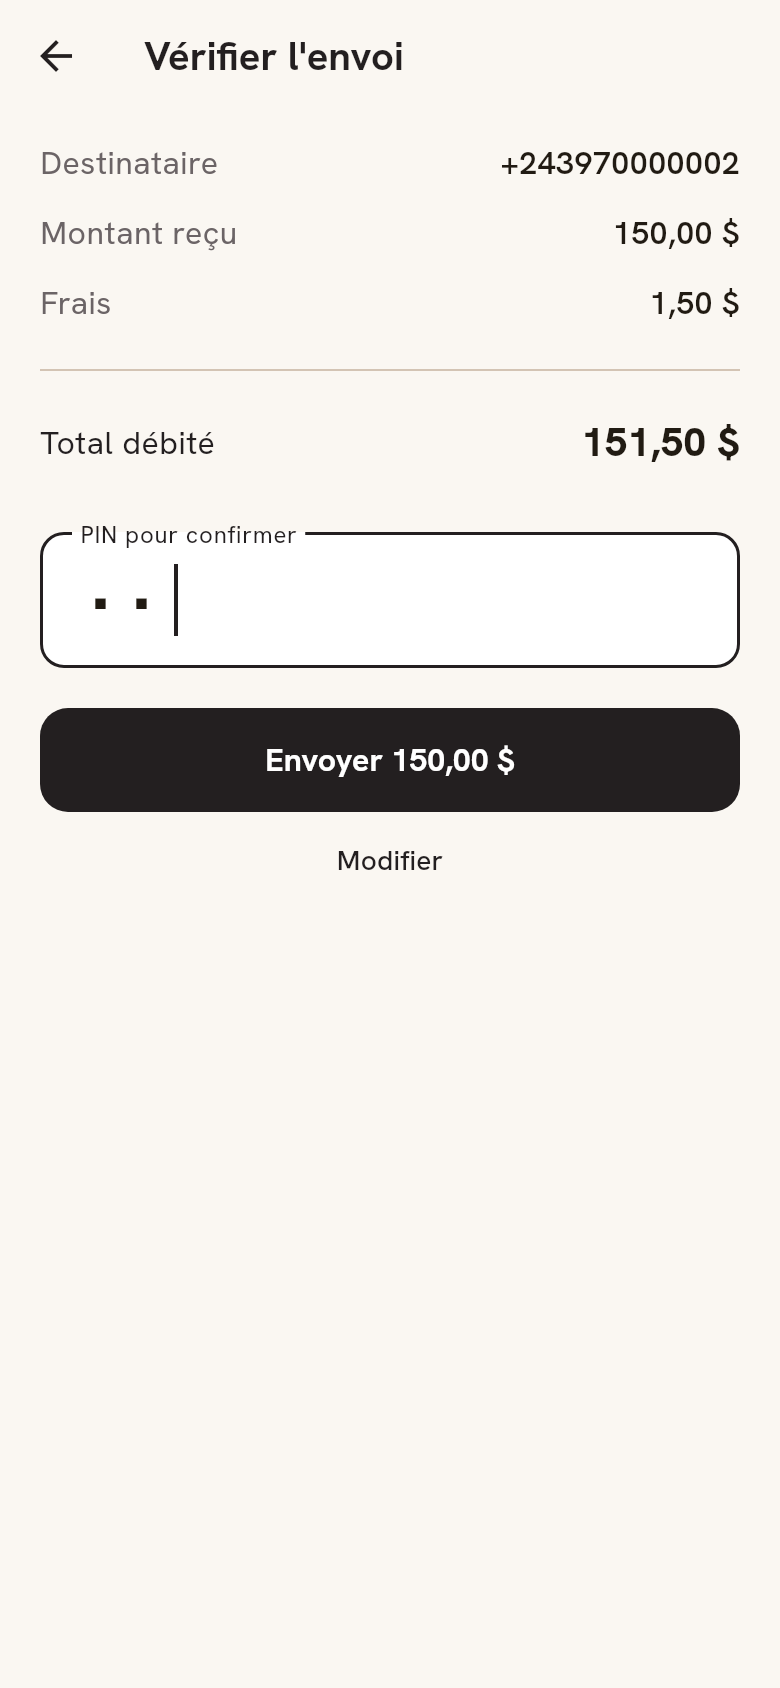 Vérifier l'envoi
Destinataire +243970000002
Montant reçu 150,00 $
Frais 1,50 $
Total débité 151,50 $
PIN pour confirmer
Envoyer 150,00 $
Modifier